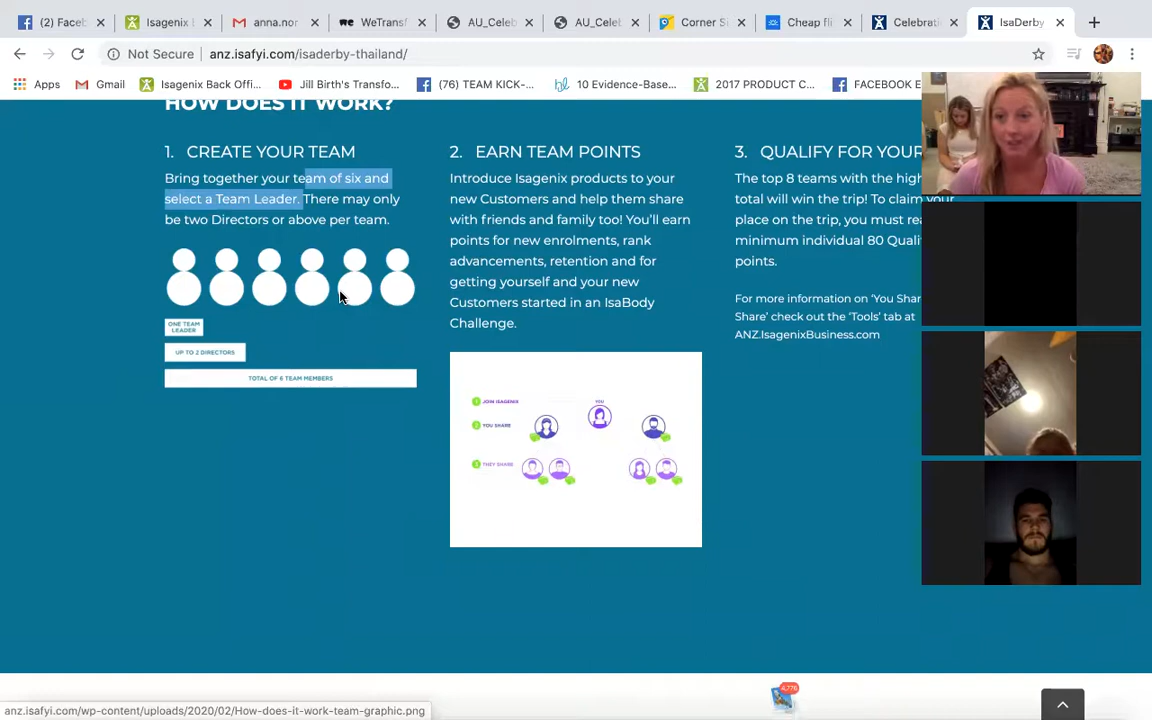 (2) Faceb
Isagenix B
anna.nor
WeTransf
AU_Celeb
AU_Celeb
Corner S
Cheap fli
Celebrati
IsaDerby
Not Secure
anz.isafyi.com/isaderby-thailand/
Apps
Gmail
Isagenix Back Offi...
Jill Birth's Transfo...
(76) TEAM KICK-...
10 Evidence-Base...
2017 PRODUCT C...
FACEBOOK E
HOW DOES IT WORK?
1. CREATE YOUR TEAM
Bring together your team of six and
select a Team Leader. There may only
be two Directors or above per team.
ONE TEAM
LEADER
UP TO 2 DIRECTORS
TOTAL OF 6 TEAM MEMBERS
2. EARN TEAM POINTS
Introduce Isagenix products to your
new Customers and help them share
with friends and family too! You'll earn
points for new enrolments, rank
advancements, retention and for
getting yourself and your new
Customers started in an IsaBody
Challenge.
1 JOIN ISAGENIX
YOU
2 YOU SHARE
3 THEY SHARE
3. QUALIFY FOR YOUR
The top 8 teams with the high
total will win the trip! To claim your
place on the trip, you must rea
minimum individual 80 Quali
points.
For more information on 'You Shar
Share' check out the 'Tools' tab at
ANZ.IsagenixBusiness.com
4,776
anz.isafyi.com/wp-content/uploads/2020/02/How-does-it-work-team-graphic.png